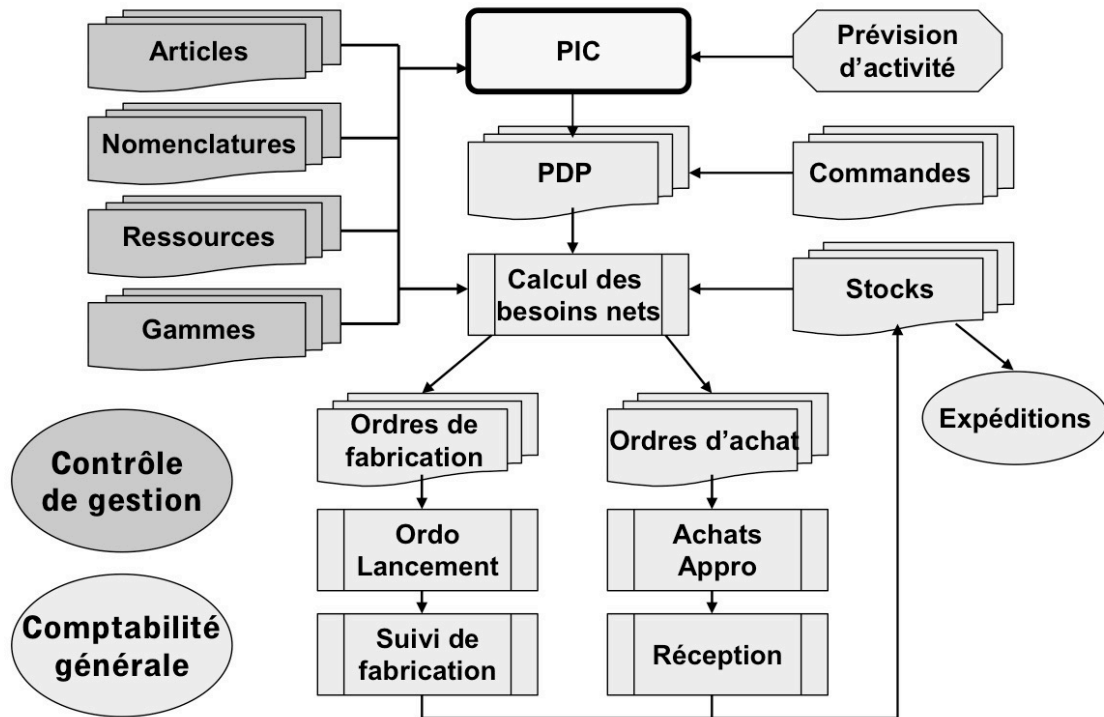 Articles
PIC
Prévision
d’activité
Nomenclatures
PDP
Commandes
Ressources
Calcul des
besoins nets
Stocks
Gammes
Ordres de
fabrication
Ordres d’achat
Expéditions
Contrôle
de gestion
Ordo
Lancement
Achats
Appro
Comptabilité
générale
Suivi de
fabrication
Réception